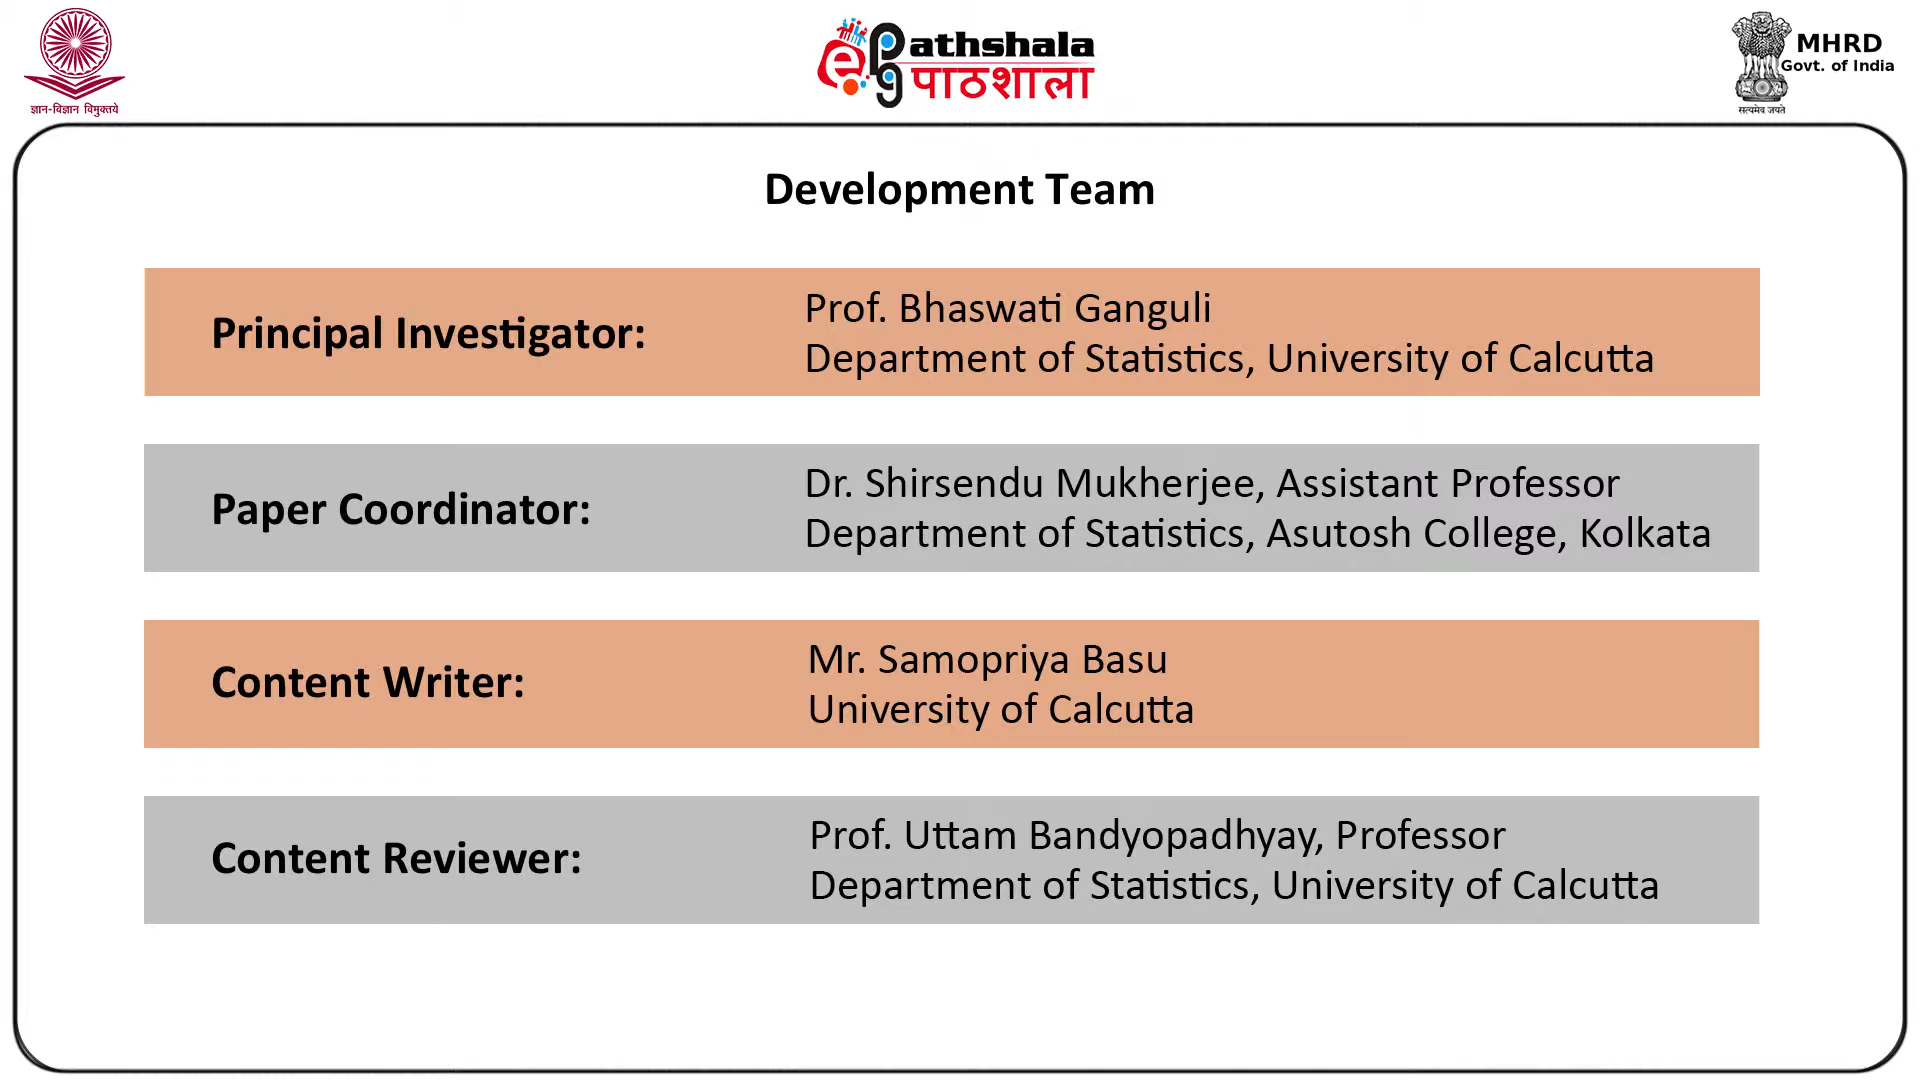 ज्ञान-विज्ञान विमुक्तये
ePG Pathshala
पाठशाला
MHRD
Govt. of India
सत्यमेव जयते
Development Team
Principal Investigator:
Prof. Bhaswati Ganguli
Department of Statistics, University of Calcutta
Paper Coordinator:
Dr. Shirsendu Mukherjee, Assistant Professor
Department of Statistics, Asutosh College, Kolkata
Content Writer:
Mr. Samopriya Basu
University of Calcutta
Content Reviewer:
Prof. Uttam Bandyopadhyay, Professor
Department of Statistics, University of Calcutta